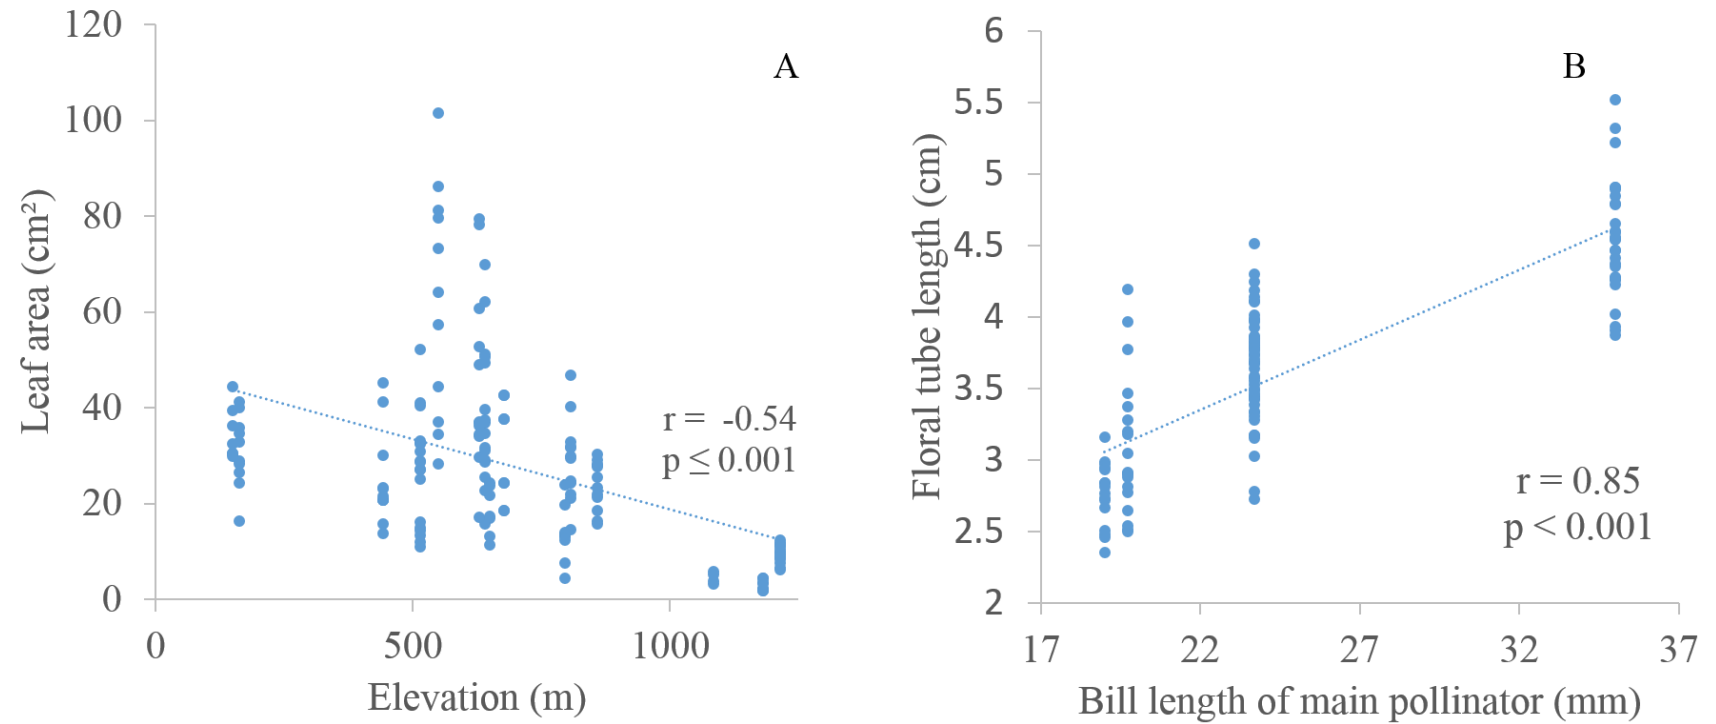 A
120
100
80
60
40
20
0
Leaf area (cm²)
r = -0.54
p ≤ 0.001
0 500 1000
Elevation (m)
B
6
5.5
5
4.5
4
3.5
3
2.5
2
Floral tube length (cm)
r = 0.85
p < 0.001
17 22 27 32 37
Bill length of main pollinator (mm)